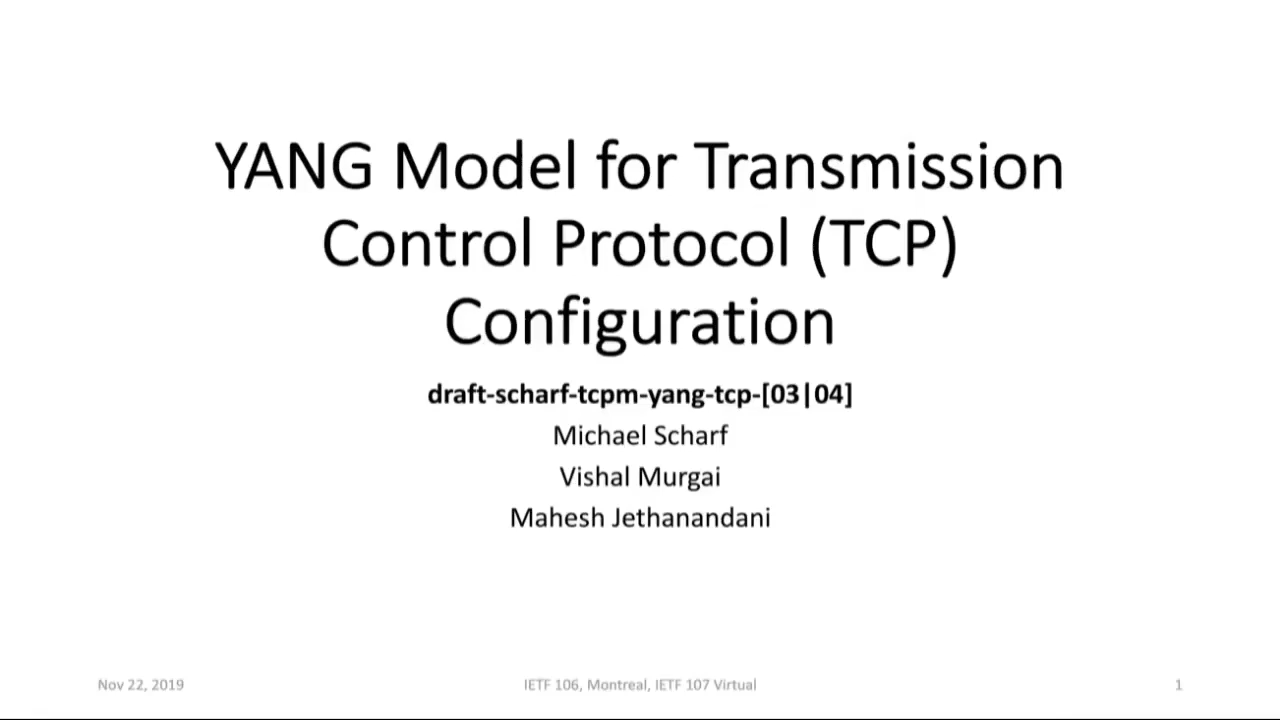 YANG Model for Transmission
Control Protocol (TCP)
Configuration
draft-scharf-tcpm-yang-tcp-[03|04]
Michael Scharf
Vishal Murgai
Mahesh Jethanandani
Nov 22, 2019
IETF 106, Montreal, IETF 107 Virtual
1